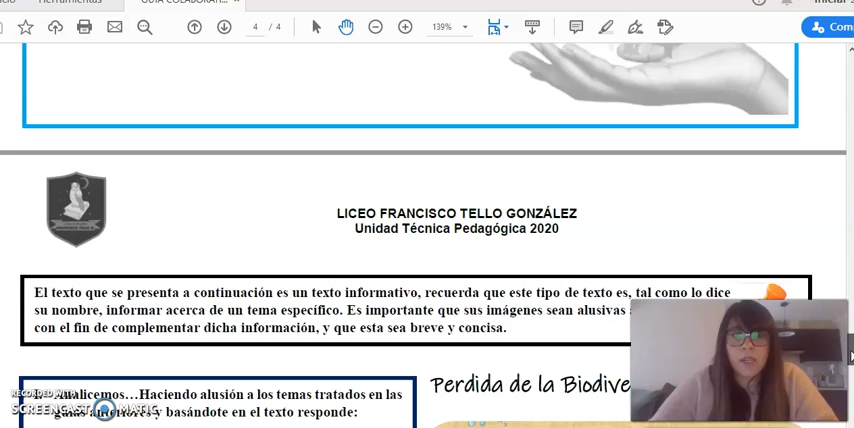 Herramientas
GUIA COLABORATI...
4 / 4
139%
LICEO FRANCISCO TELLO GONZÁLEZ
Unidad Técnica Pedagógica 2020
El texto que se presenta a continuación es un texto informativo, recuerda que este tipo de texto es, tal como lo dice
su nombre, informar acerca de un tema específico. Es importante que sus imágenes sean alusivas
con el fin de complementar dicha información, y que esta sea breve y concisa.
Analicemos…Haciendo alusión a los temas tratados en las
guías anteriores y basándote en el texto responde:
Perdida de la Biodive
RECORDED WITH
SCREENCAST MATIC